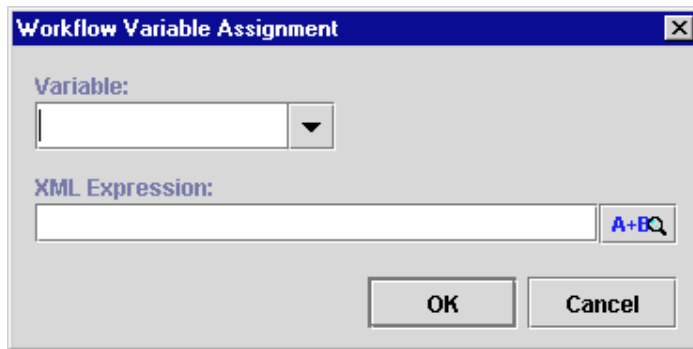 Workflow Variable Assignment
Variable:
XML Expression:
A+B
OK
Cancel